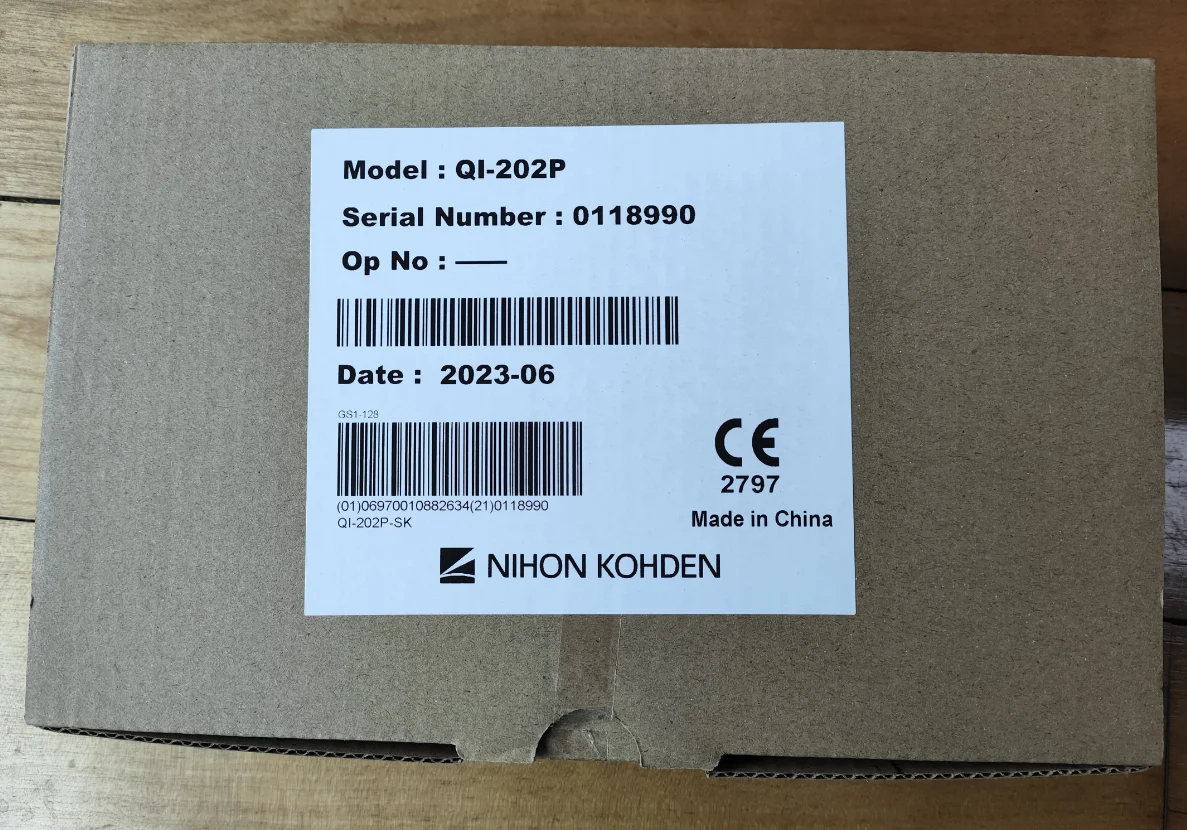 Model : QI-202P
Serial Number : 0118990
Op No : ——
Date : 2023-06
GS1-128
(01)06970010882634(21)0118990
QI-202P-SK
CE
2797
Made in China
NIHON KOHDEN